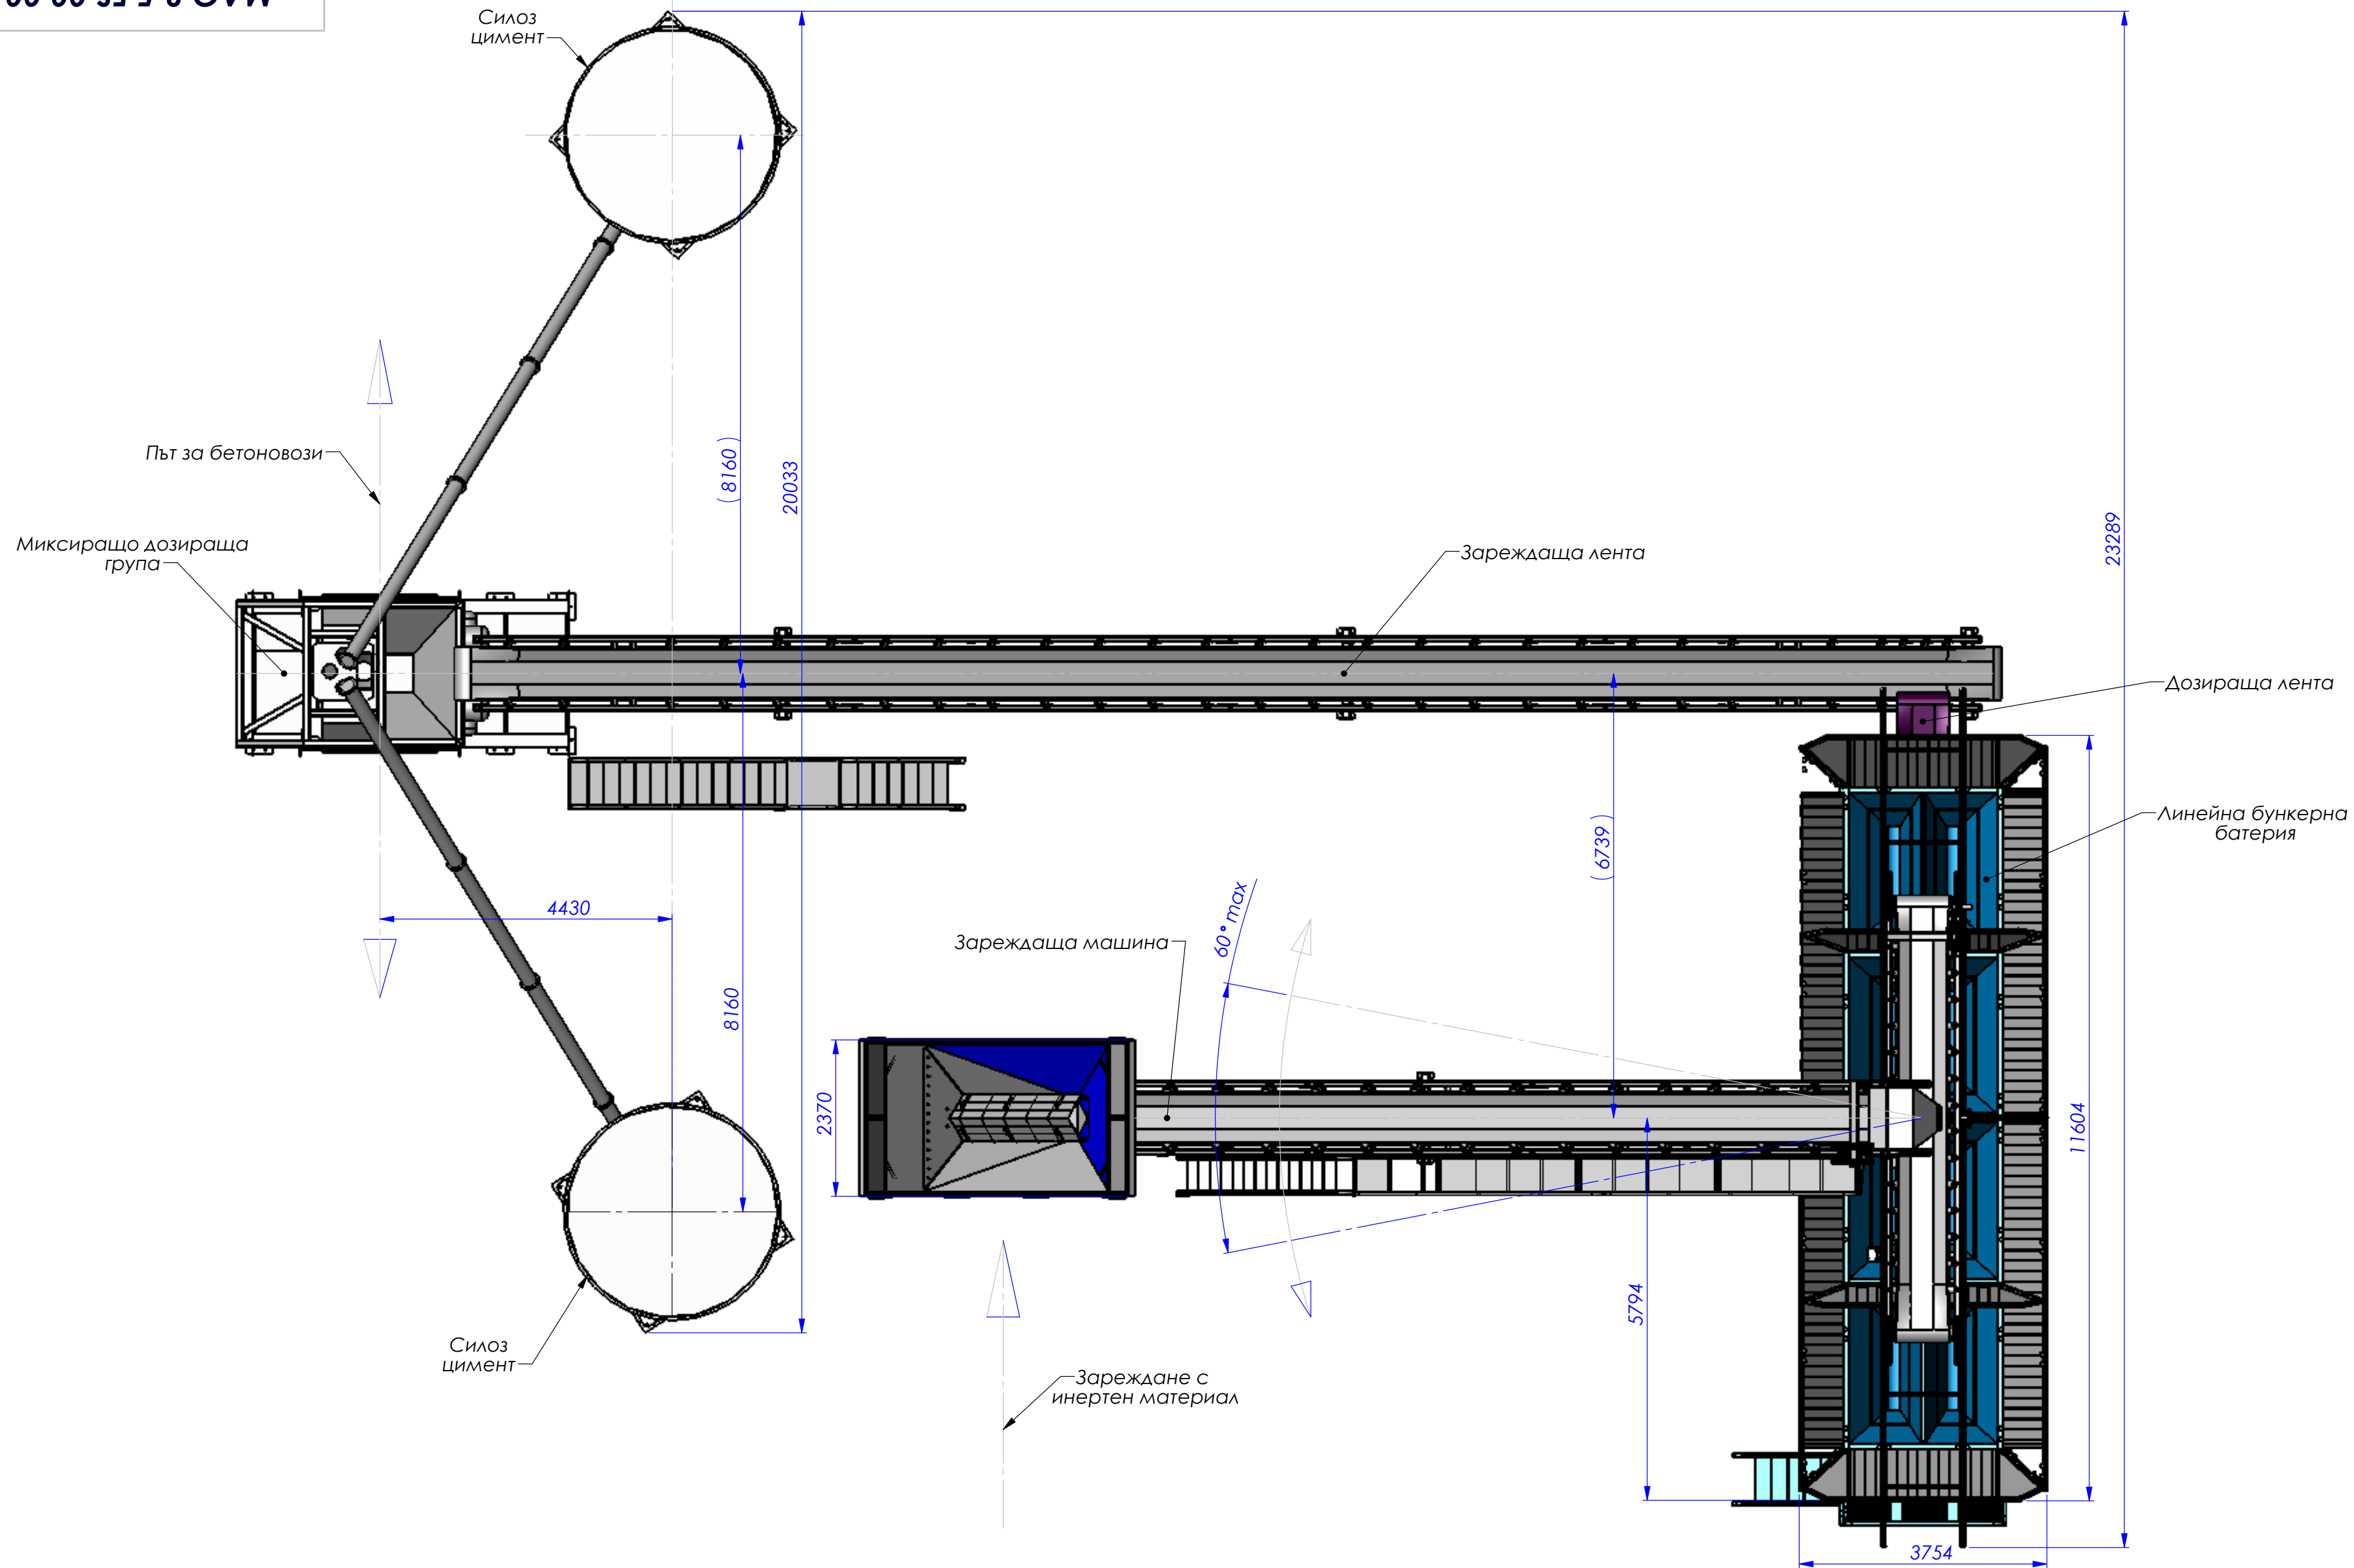 Силоз
цимент
Път за бетоновози
(8160)
20033
23289
Миксиращо дозираща
група
Зареждаща лента
Дозираща лента
Линейна бункерна
батерия
(6739)
4430
60° max
Зареждаща машина
8160
2370
11604
5794
Силоз
цимент
Зареждане с
инертен материал
3754